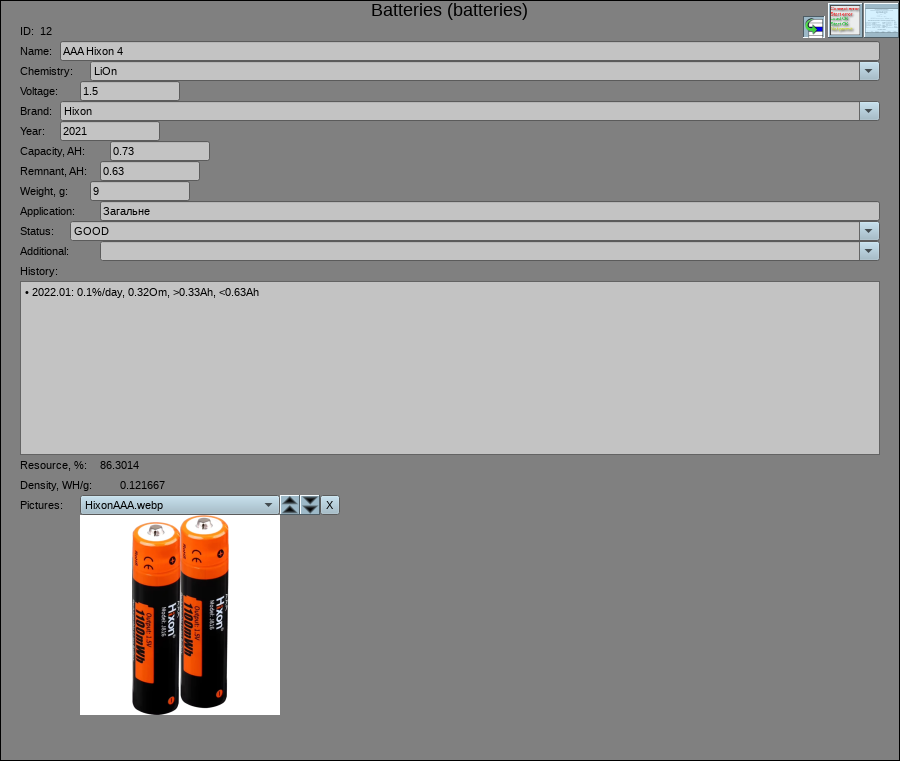 Batteries (batteries)
ID: 12
Name: AAA Hixon 4
Chemistry: LiOn
Voltage: 1.5
Brand: Hixon
Year: 2021
Capacity, AH: 0.73
Remnant, AH: 0.63
Weight, g: 9
Application: Загальне
Status: GOOD
Additional:
History:
• 2022.01: 0.1%/day, 0.32Om, >0.33Ah, <0.63Ah
Resource, %: 86.3014
Density, WH/g: 0.121667
Pictures: HixonAAA.webp X
Hixon
Model: J816
Output: 1.5V
1100mWh
Hixon
Model: J816
Output: 1.5V
1100mWh